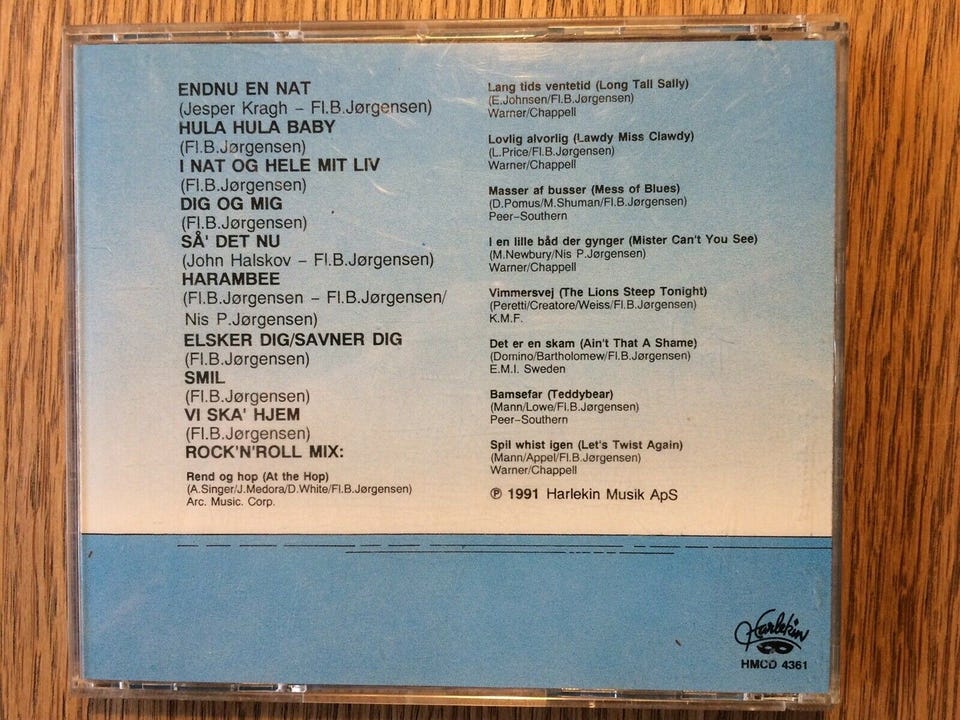 ENDNU EN NAT
(Jesper Kragh – Fl.B.Jørgensen)
HULA HULA BABY
(Fl.B.Jørgensen)
I NAT OG HELE MIT LIV
(Fl.B.Jørgensen)
DIG OG MIG
(Fl.B.Jørgensen)
SÅ' DET NU
(John Halskov – Fl.B.Jørgensen)
HARAMBEE
(Fl.B.Jørgensen – Fl.B.Jørgensen/
Nis P.Jørgensen)
ELSKER DIG/SAVNER DIG
(Fl.B.Jørgensen)
SMIL
(Fl.B.Jørgensen)
VI SKA' HJEM
(Fl.B.Jørgensen)
ROCK'N'ROLL MIX:
Rend og hop (At the Hop)
(A.Singer/J.Medora/D.White/Fl.B.Jørgensen)
Arc. Music. Corp.
Lang tids ventetid (Long Tall Sally)
(E.Johnsen/Fl.B.Jørgensen)
Warner/Chappell
Lovlig alvorlig (Lawdy Miss Clawdy)
(L.Price/Fl.B.Jørgensen)
Warner/Chappell
Masser af busser (Mess of Blues)
(D.Pomus/M.Shuman/Fl.B.Jørgensen)
Peer–Southern
I en lille båd der gynger (Mister Can't You See)
(M.Newbury/Nis P.Jørgensen)
Warner/Chappell
Vimmersvej (The Lions Steep Tonight)
(Peretti/Creatore/Weiss/Fl.B.Jørgensen)
K.M.F.
Det er en skam (Ain't That A Shame)
(Domino/Bartholomew/Fl.B.Jørgensen)
E.M.I. Sweden
Bamsefar (Teddybear)
(Mann/Lowe/Fl.B.Jørgensen)
Peer–Southern
Spil whist igen (Let's Twist Again)
(Mann/Appel/Fl.B.Jørgensen)
Warner/Chappell
℗ 1991 Harlekin Musik ApS
Harlekin
HMCD 4361